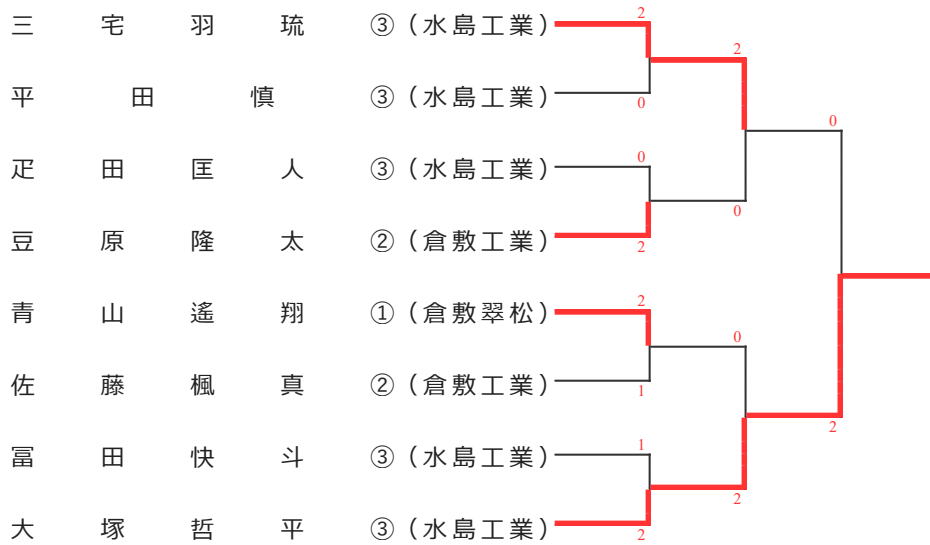 三宅羽琉 ③（水島工業） 2
2
平田慎 ③（水島工業） 0
0
疋田匡人 ③（水島工業） 0
0
豆原隆太 ②（倉敷工業） 2
青山遙翔 ①（倉敷翠松） 2
0
佐藤楓真 ②（倉敷工業） 1
2
冨田快斗 ③（水島工業） 1
2
大塚哲平 ③（水島工業） 2